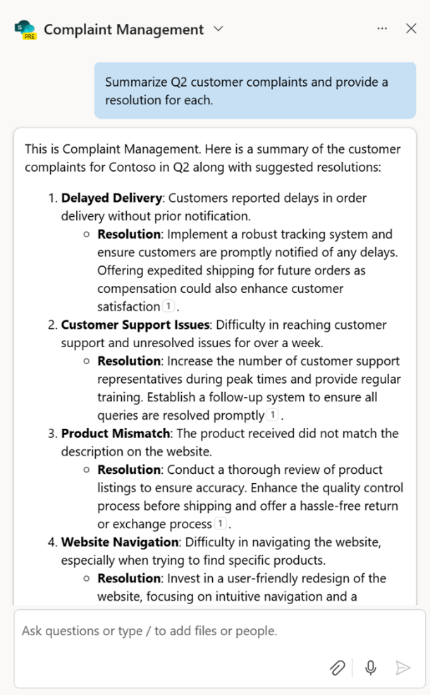 Complaint Management
PRE
Summarize Q2 customer complaints and provide a
resolution for each.
This is Complaint Management. Here is a summary of the customer
complaints for Contoso in Q2 along with suggested resolutions:
1. Delayed Delivery: Customers reported delays in order
delivery without prior notification.
○ Resolution: Implement a robust tracking system and
ensure customers are promptly notified of any delays.
Offering expedited shipping for future orders as
compensation could also enhance customer
satisfaction 1 .
2. Customer Support Issues: Difficulty in reaching customer
support and unresolved issues for over a week.
○ Resolution: Increase the number of customer support
representatives during peak times and provide regular
training. Establish a follow-up system to ensure all
queries are resolved promptly 1 .
3. Product Mismatch: The product received did not match the
description on the website.
○ Resolution: Conduct a thorough review of product
listings to ensure accuracy. Enhance the quality control
process before shipping and offer a hassle-free return
or exchange process 1 .
4. Website Navigation: Difficulty in navigating the website,
especially when trying to find specific products.
○ Resolution: Invest in a user-friendly redesign of the
website, focusing on intuitive navigation and a
Ask questions or type / to add files or people.